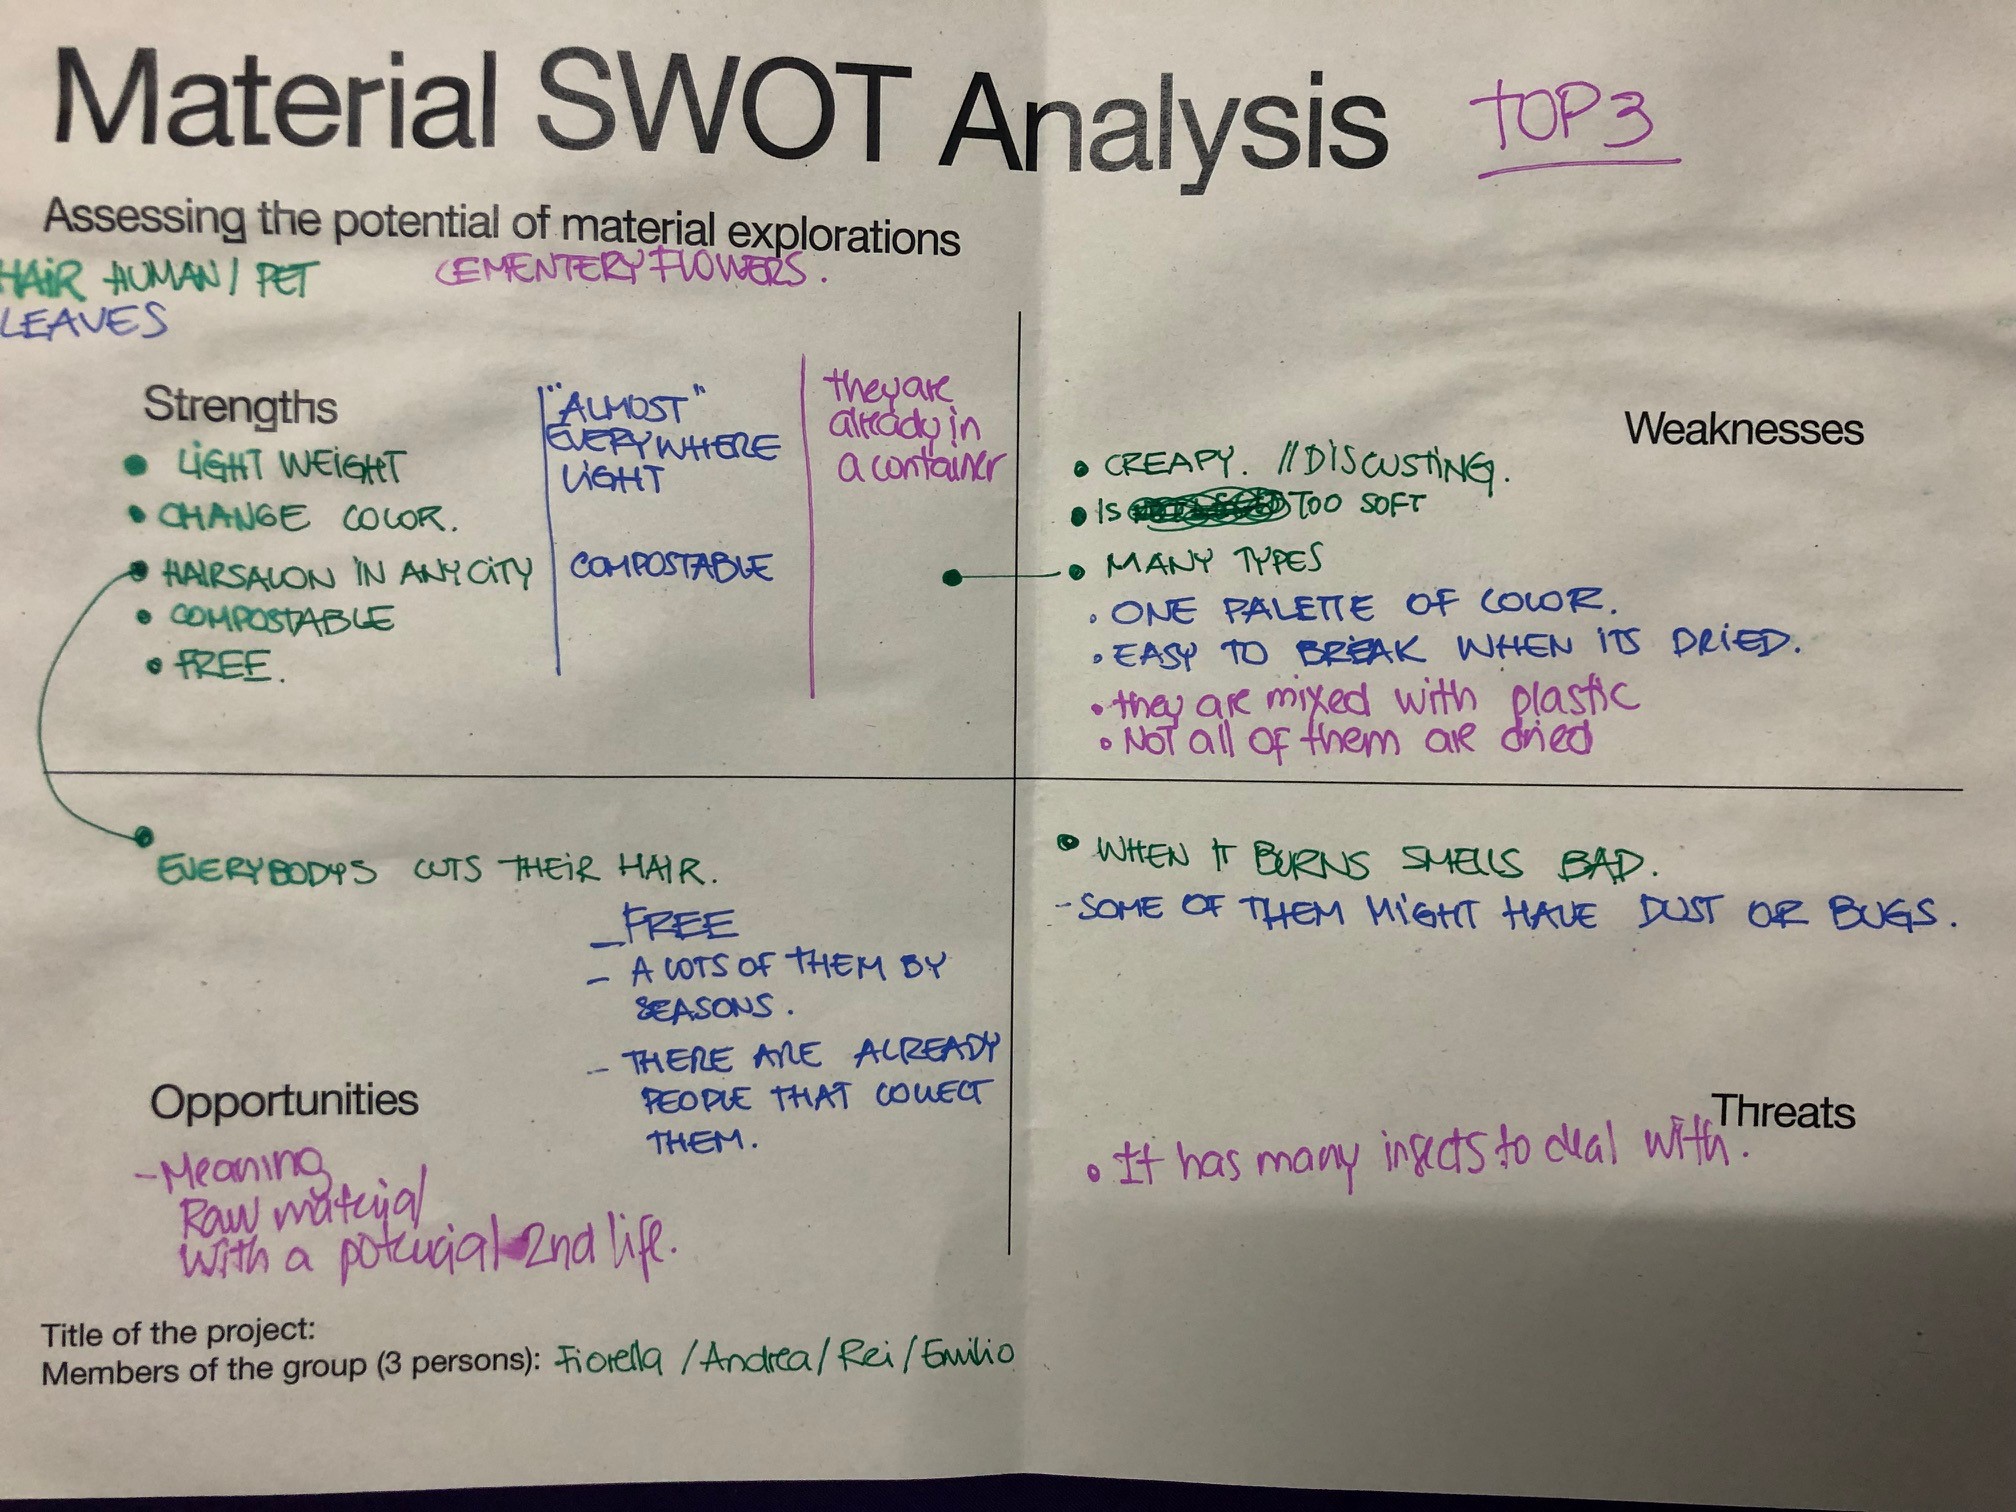 Material SWOT Analysis
TOP 3
Assessing the potential of material explorations
HAIR HUMAN / PET
CEMENTERY FLOWERS.
LEAVES
Strengths
• LIGHT WEIGHT
• CHANGE COLOR.
• HAIRSALON IN ANY CITY
• COMPOSTABLE
• FREE.
"ALMOST"
EVERYWHERE
LIGHT
COMPOSTABLE
they are
already in
a container
Weaknesses
• CREAPY. // DISCUSTING.
• IS TOO SOFT
• MANY TYPES
• ONE PALETTE OF COLOR.
• EASY TO BREAK WHEN ITS DRIED.
• they are mixed with plastic
• NOT all OF them are dried
EVERYBODYS CUTS THEIR HAIR.
- FREE
- A LOTS OF THEM BY
SEASONS.
- THERE ARE ALREADY
PEOPLE THAT COLLECT
THEM.
Opportunities
- Meaning
Raw material
With a potencial 2nd life.
• WHEN IT BURNS SMELLS BAD.
- SOME OF THEM MIGHT HAVE DUST OR BUGS.
Threats
• It has many insects to deal with.
Title of the project:
Members of the group (3 persons): Fiorella / Andrea / Rei / Emilio